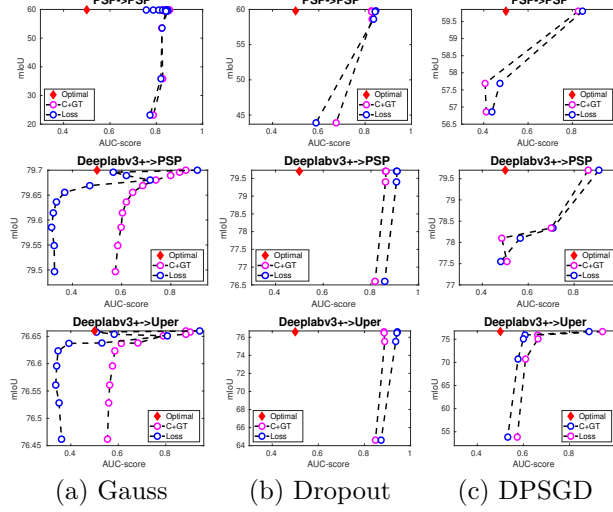 PSP->PSP PSP->PSP PSP->PSP
mIoU 60 50 40 30 20 Optimal C+GT Loss 0.4 0.6 0.8 1 AUC-score
mIoU 60 55 50 45 Optimal C+GT Loss 0.4 0.6 0.8 1 AUC-score
mIoU 59.5 59 58.5 58 57.5 57 56.5 56 Optimal C+GT Loss 0.4 0.6 0.8 AUC-score
Deeplabv3+->PSP Deeplabv3+->PSP Deeplabv3+->PSP
mIoU 79.7 79.65 79.6 79.55 79.5 Optimal C+GT Loss 0.4 0.6 0.8 AUC-score
mIoU 79.5 79 78.5 78 77.5 77 76.5 Optimal C+GT Loss 0.4 0.6 0.8 1 AUC-score
mIoU 79.5 79 78.5 78 77.5 77 Optimal C+GT Loss 0.4 0.6 0.8 AUC-score
Deeplabv3+->Uper Deeplabv3+->Uper Deeplabv3+->Uper
mIoU 76.65 76.6 76.55 76.5 76.45 Optimal C+GT Loss 0.4 0.6 0.8 AUC-score
mIoU 76 74 72 70 68 66 64 Optimal C+GT Loss 0.4 0.6 0.8 1 AUC-score
mIoU 75 70 65 60 55 Optimal Loss C+GT 0.4 0.6 0.8 AUC-score
(a) Gauss (b) Dropout (c) DPSGD